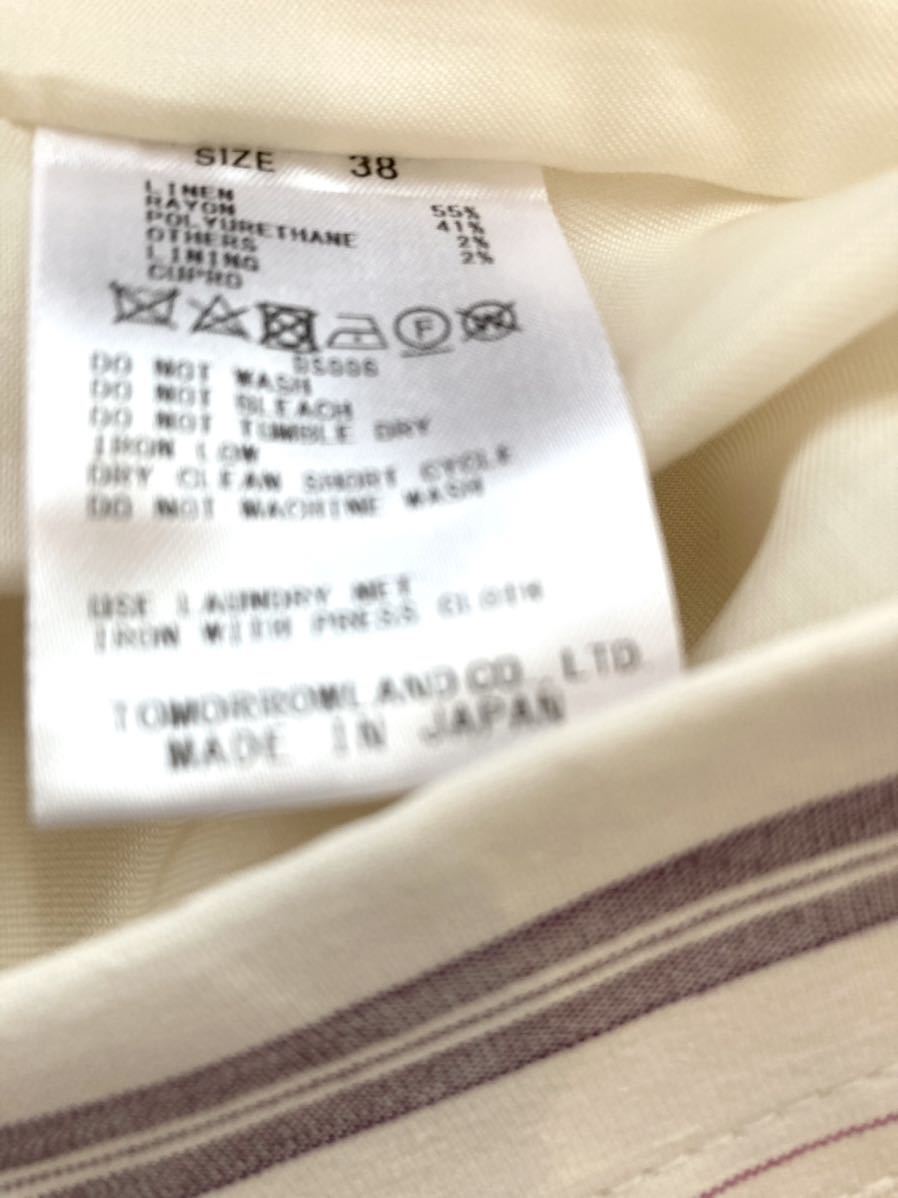 SIZE 38
LINEN 55%
RAYON 41%
POLYURETHANE 2%
OTHERS 2%
LINING
CUPRO
F W
DS006
DO NOT WASH
DO NOT BLEACH
DO NOT TUMBLE DRY
IRON LOW
DRY CLEAN SHORT CYCLE
DO NOT MACHINE WASH
USE LAUNDRY NET
IRON WITH PRESS CLOTH
TOMORROWLAND CO., LTD.
MADE IN JAPAN